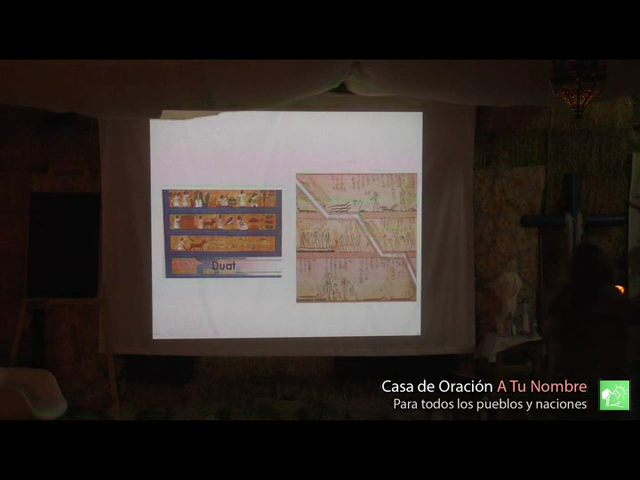 Duat
Casa de Oración A Tu Nombre
Para todos los pueblos y naciones